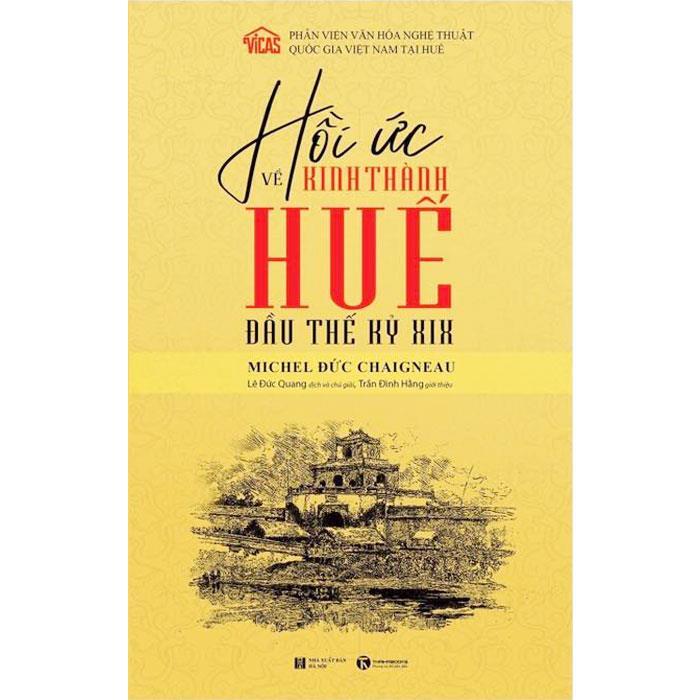 VICAS
PHÂN VIỆN VĂN HÓA NGHỆ THUẬT
QUỐC GIA VIỆT NAM TẠI HUẾ
Hồi ức
VỀ KINH THÀNH
HUẾ
ĐẦU THẾ KỶ XIX
MICHEL ĐỨC CHAIGNEAU
Lê Đức Quang dịch và chú giải, Trần Đình Hằng giới thiệu
NHÀ XUẤT BẢN
HÀ NỘI
THAIHABOOKS